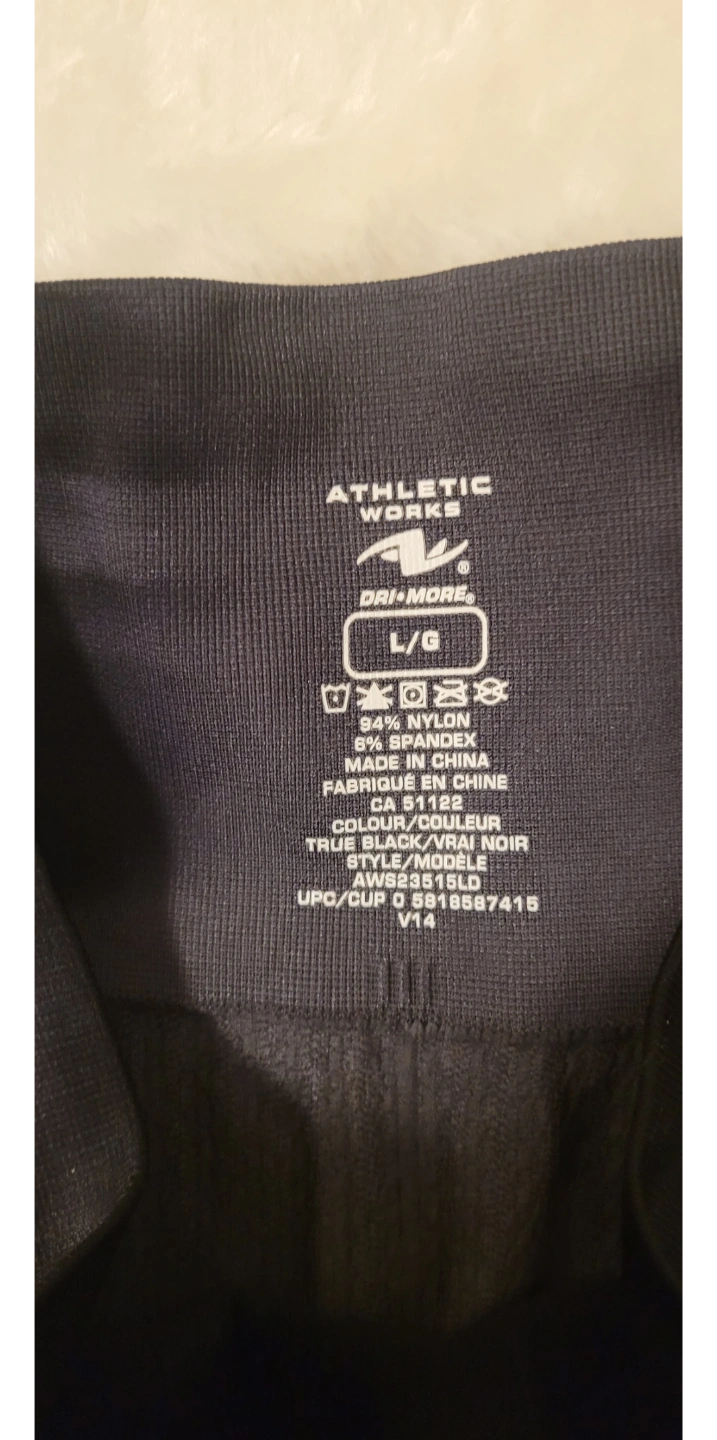 ATHLETIC
WORKS
®
DRI•MORE®
L/G
94% NYLON
6% SPANDEX
MADE IN CHINA
FABRIQUÉ EN CHINE
CA 51122
COLOUR/COULEUR
TRUE BLACK/VRAI NOIR
STYLE/MODÈLE
AWS23515LD
UPC/CUP 0 5818587415
V14